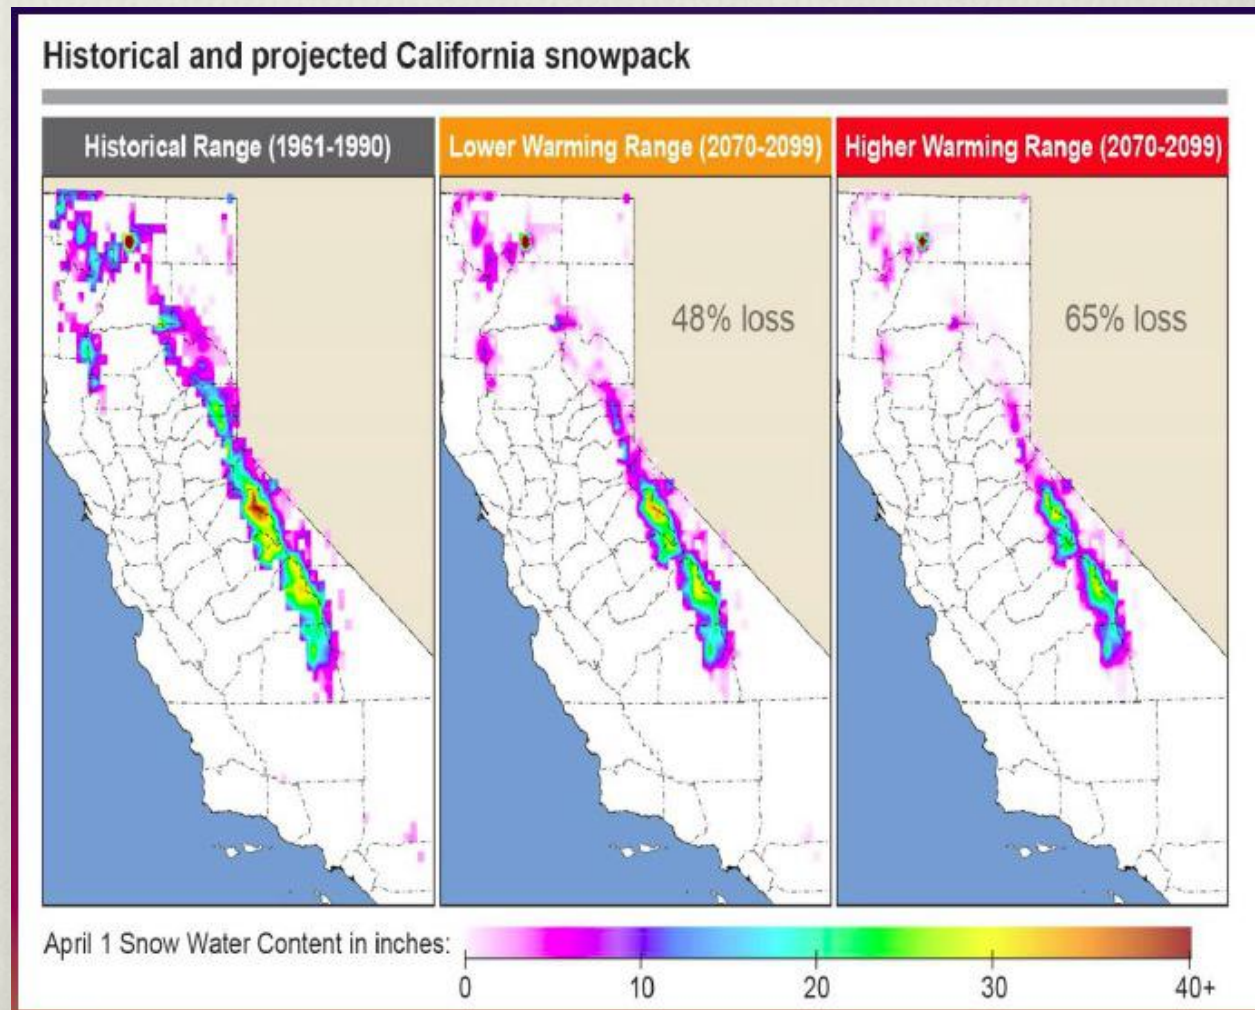 Historical and projected California snowpack
Historical Range (1961-1990)
Lower Warming Range (2070-2099)
Higher Warming Range (2070-2099)
48% loss
65% loss
April 1 Snow Water Content in inches:
0 10 20 30 40+